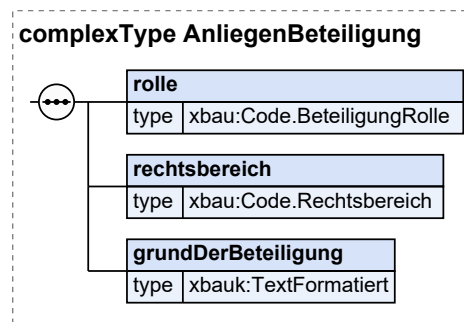 complexType AnliegenBeteiligung
rolle
type xbau:Code.BeteiligungRolle
rechtsbereich
type xbau:Code.Rechtsbereich
grundDerBeteiligung
type xbauk:TextFormatiert